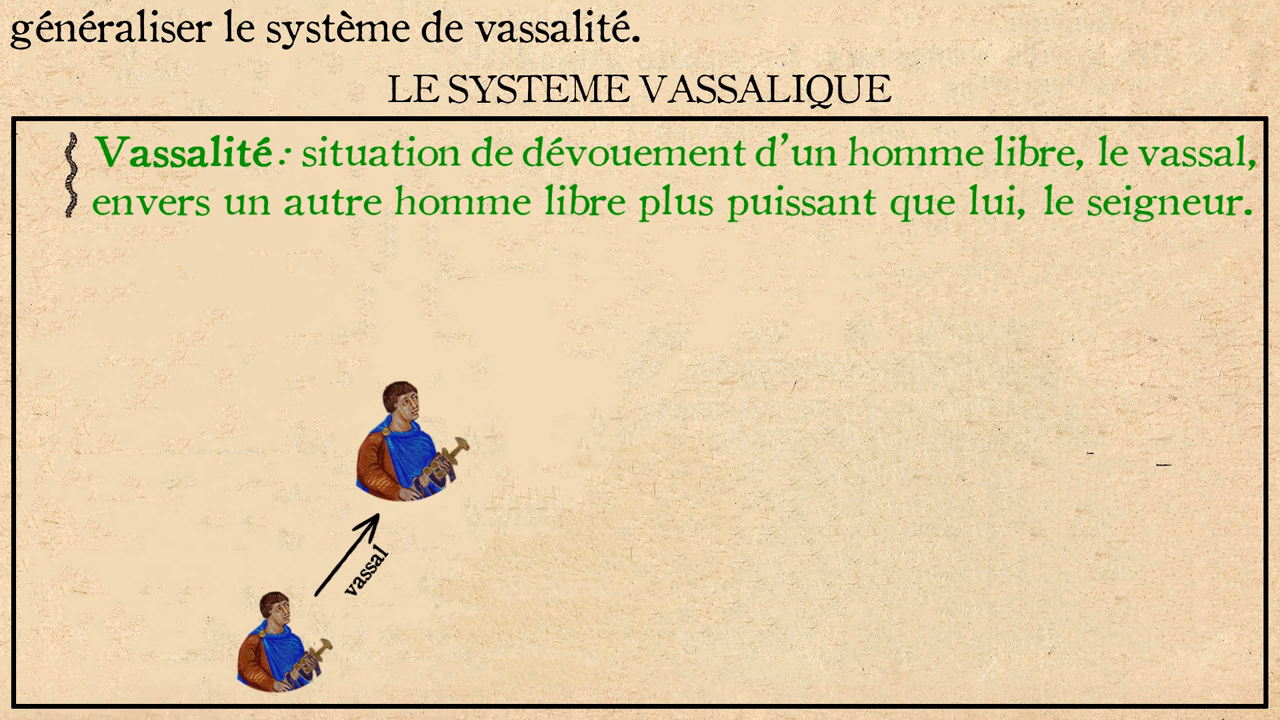 généraliser le système de vassalité.
LE SYSTEME VASSALIQUE
Vassalité : situation de dévouement d'un homme libre, le vassal,
envers un autre homme libre plus puissant que lui, le seigneur.
vassal